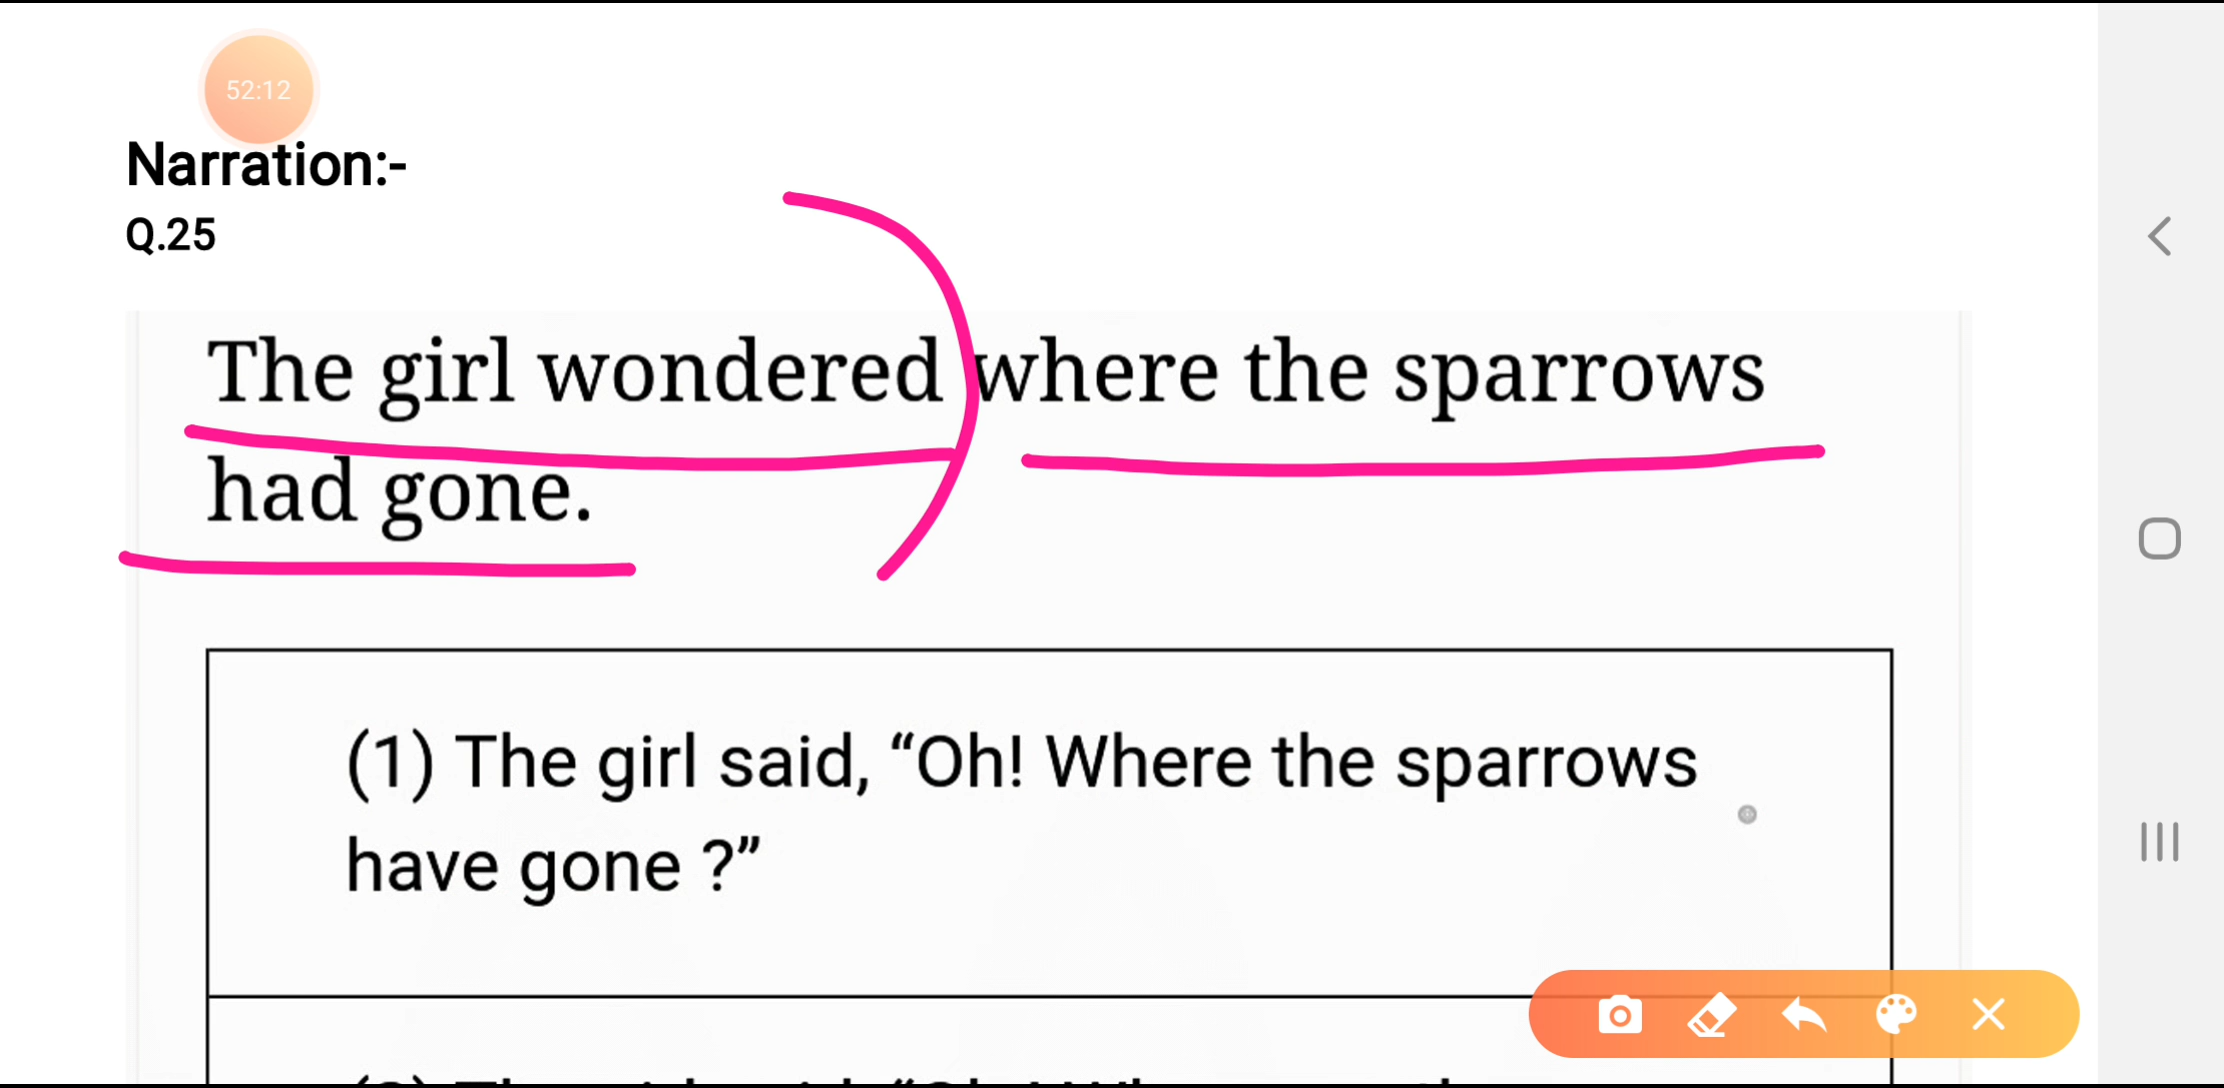 52:12
Narration:-
Q.25
The girl wondered where the sparrows
had gone.
(1) The girl said, “Oh! Where the sparrows
have gone ?”